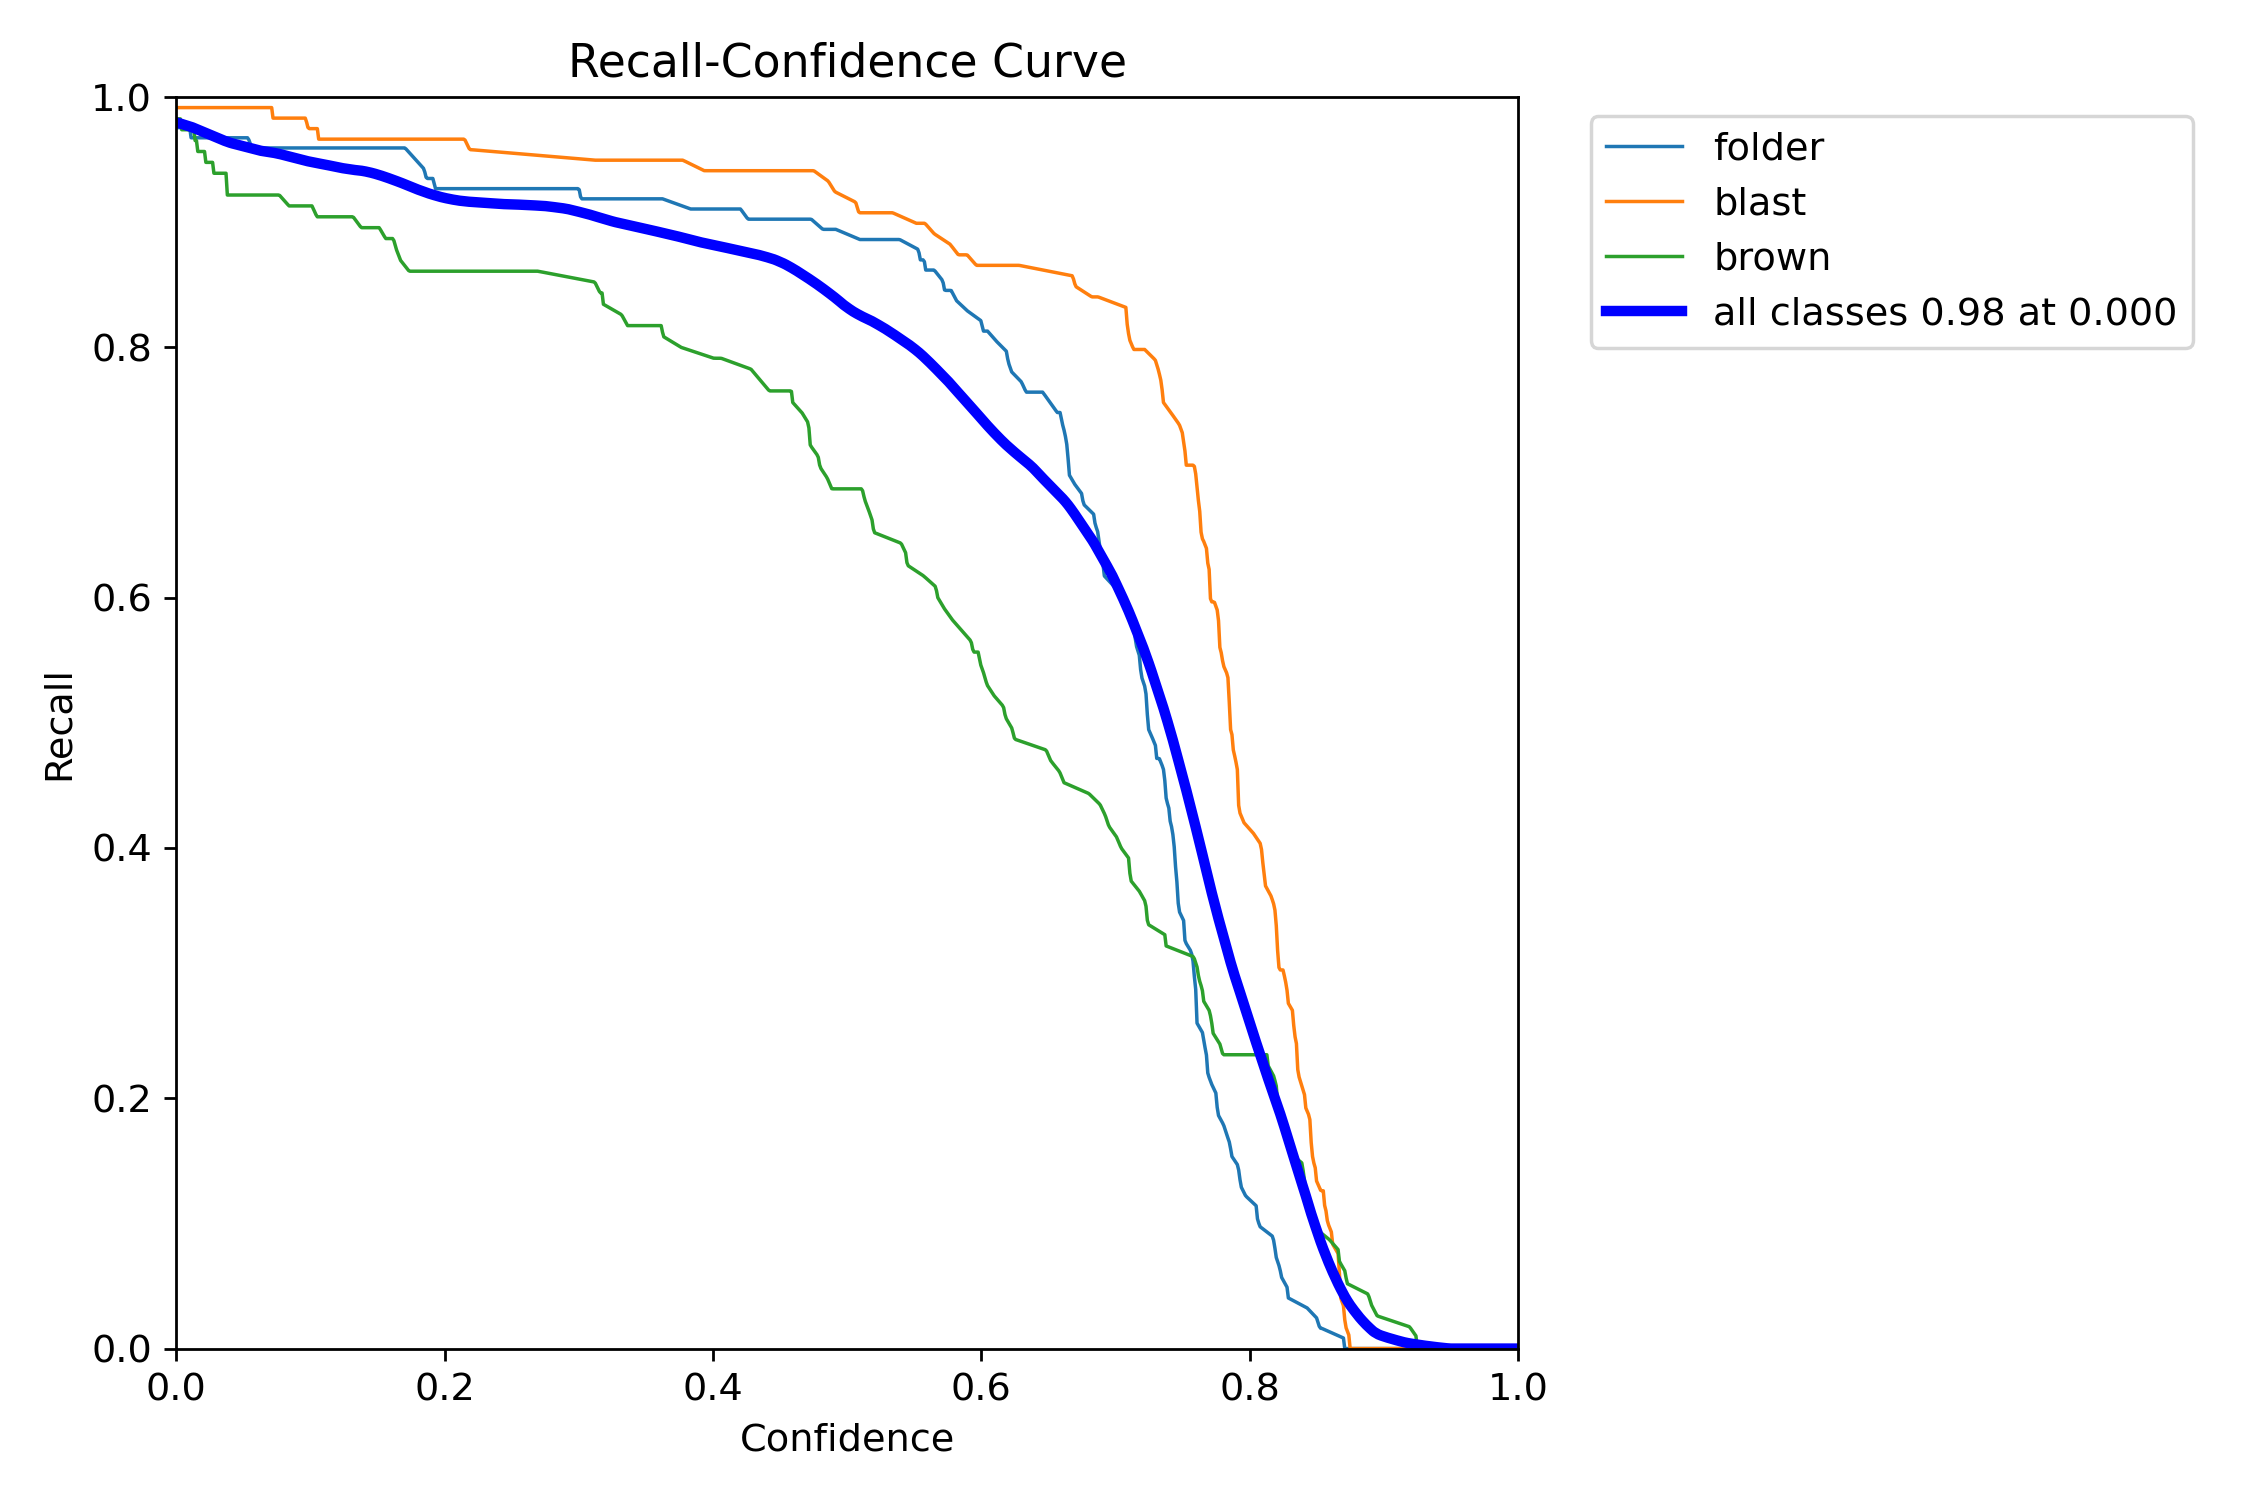 Recall-Confidence Curve
1.0
0.8
0.6
0.4
0.2
0.0
Recall
0.0 0.2 0.4 0.6 0.8 1.0
Confidence
folder
blast
brown
all classes 0.98 at 0.000